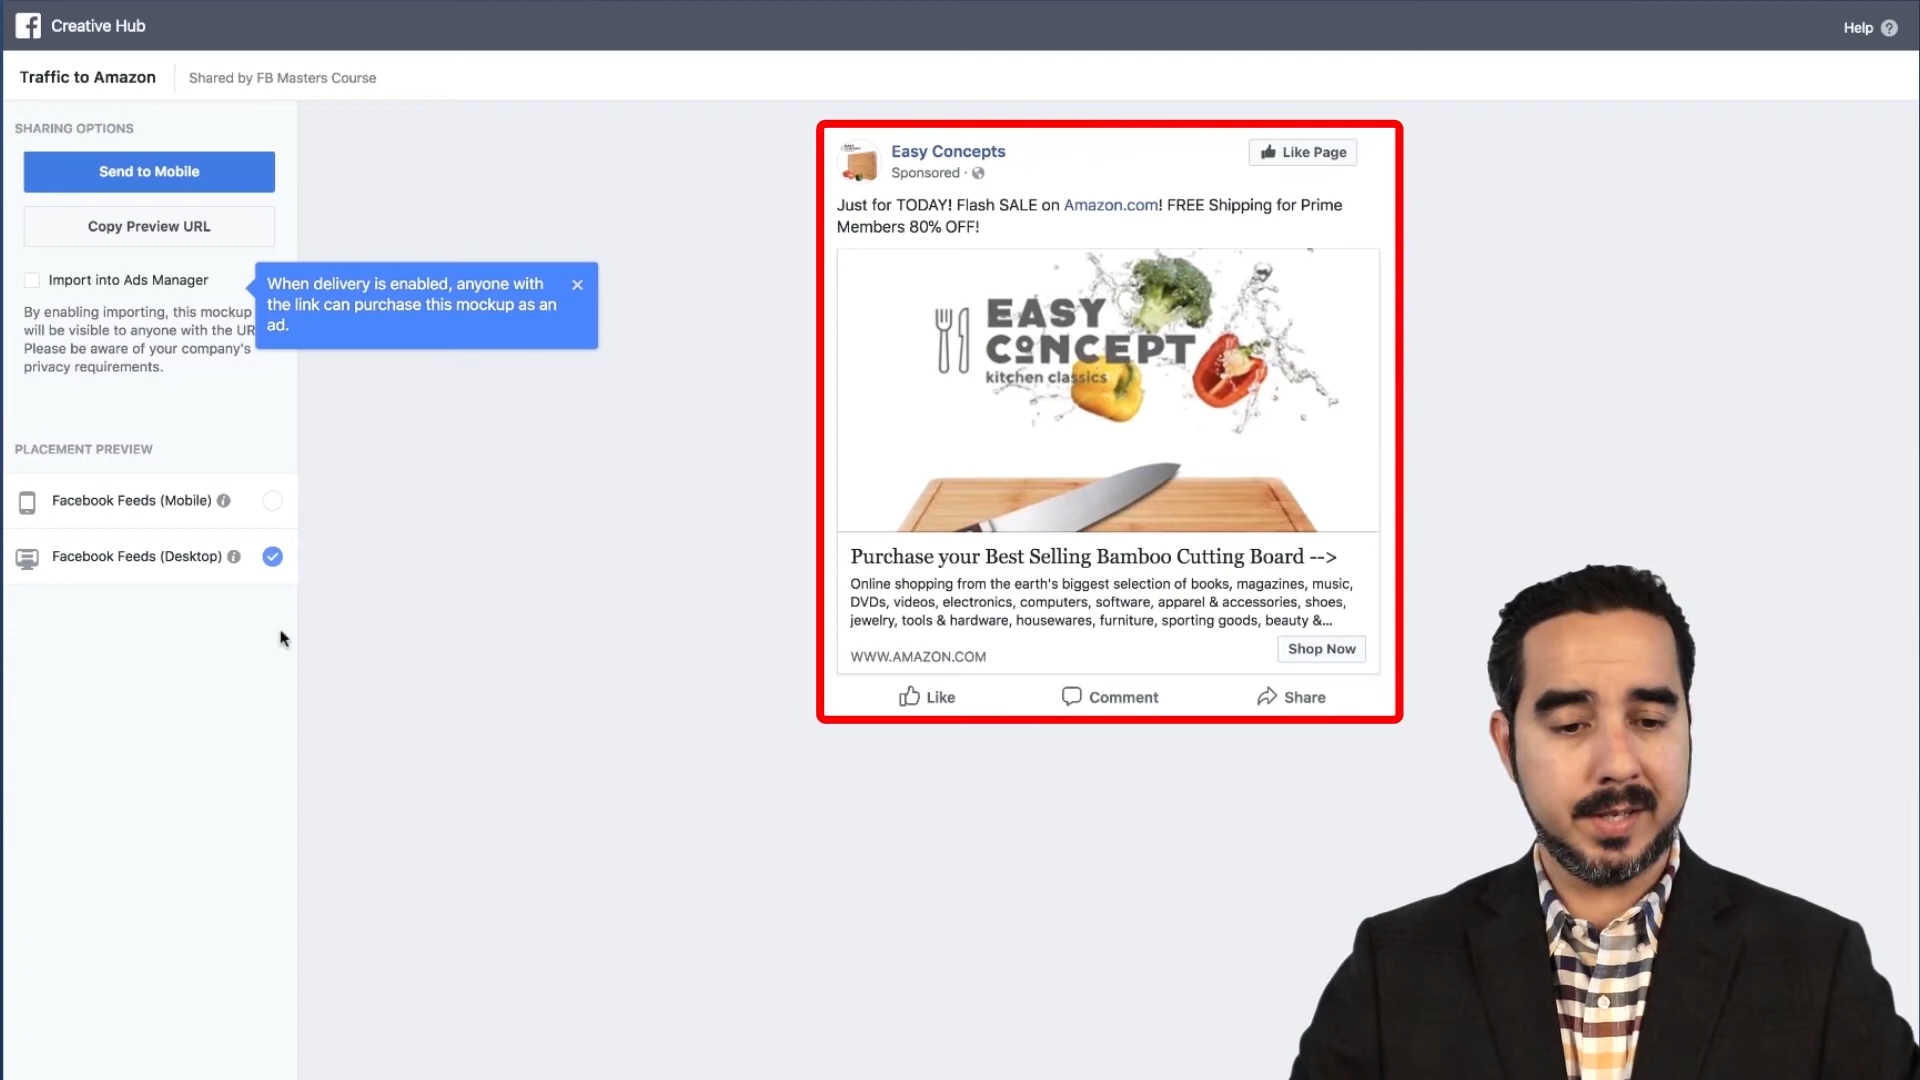 Creative Hub
Help
Traffic to Amazon
Shared by FB Masters Course
SHARING OPTIONS
Send to Mobile
Copy Preview URL
Import into Ads Manager
By enabling importing, this mockup
will be visible to anyone with the UR
Please be aware of your company's
privacy requirements.
When delivery is enabled, anyone with
the link can purchase this mockup as an
ad.
PLACEMENT PREVIEW
Facebook Feeds (Mobile)
Facebook Feeds (Desktop)
Easy Concepts
Sponsored ·
Like Page
Just for TODAY! Flash SALE on Amazon.com! FREE Shipping for Prime
Members 80% OFF!
EASY
CONCEPT
kitchen classics
Purchase your Best Selling Bamboo Cutting Board -->
Online shopping from the earth's biggest selection of books, magazines, music,
DVDs, videos, electronics, computers, software, apparel & accessories, shoes,
jewelry, tools & hardware, housewares, furniture, sporting goods, beauty &...
WWW.AMAZON.COM
Shop Now
Like
Comment
Share